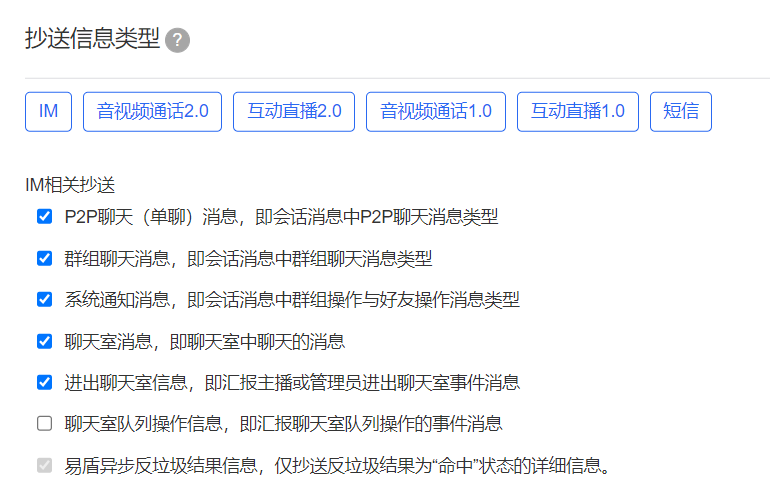 抄送信息类型 ?
IM 音视频通话2.0 互动直播2.0 音视频通话1.0 互动直播1.0 短信
IM相关抄送
P2P聊天（单聊）消息，即会话消息中P2P聊天消息类型
群组聊天消息，即会话消息中群组聊天消息类型
系统通知消息，即会话消息中群组操作与好友操作消息类型
聊天室消息，即聊天室中聊天的消息
进出聊天室信息，即汇报主播或管理员进出聊天室事件消息
聊天室队列操作信息，即汇报聊天室队列操作的事件消息
易盾异步反垃圾结果信息，仅抄送反垃圾结果为“命中”状态的详细信息。